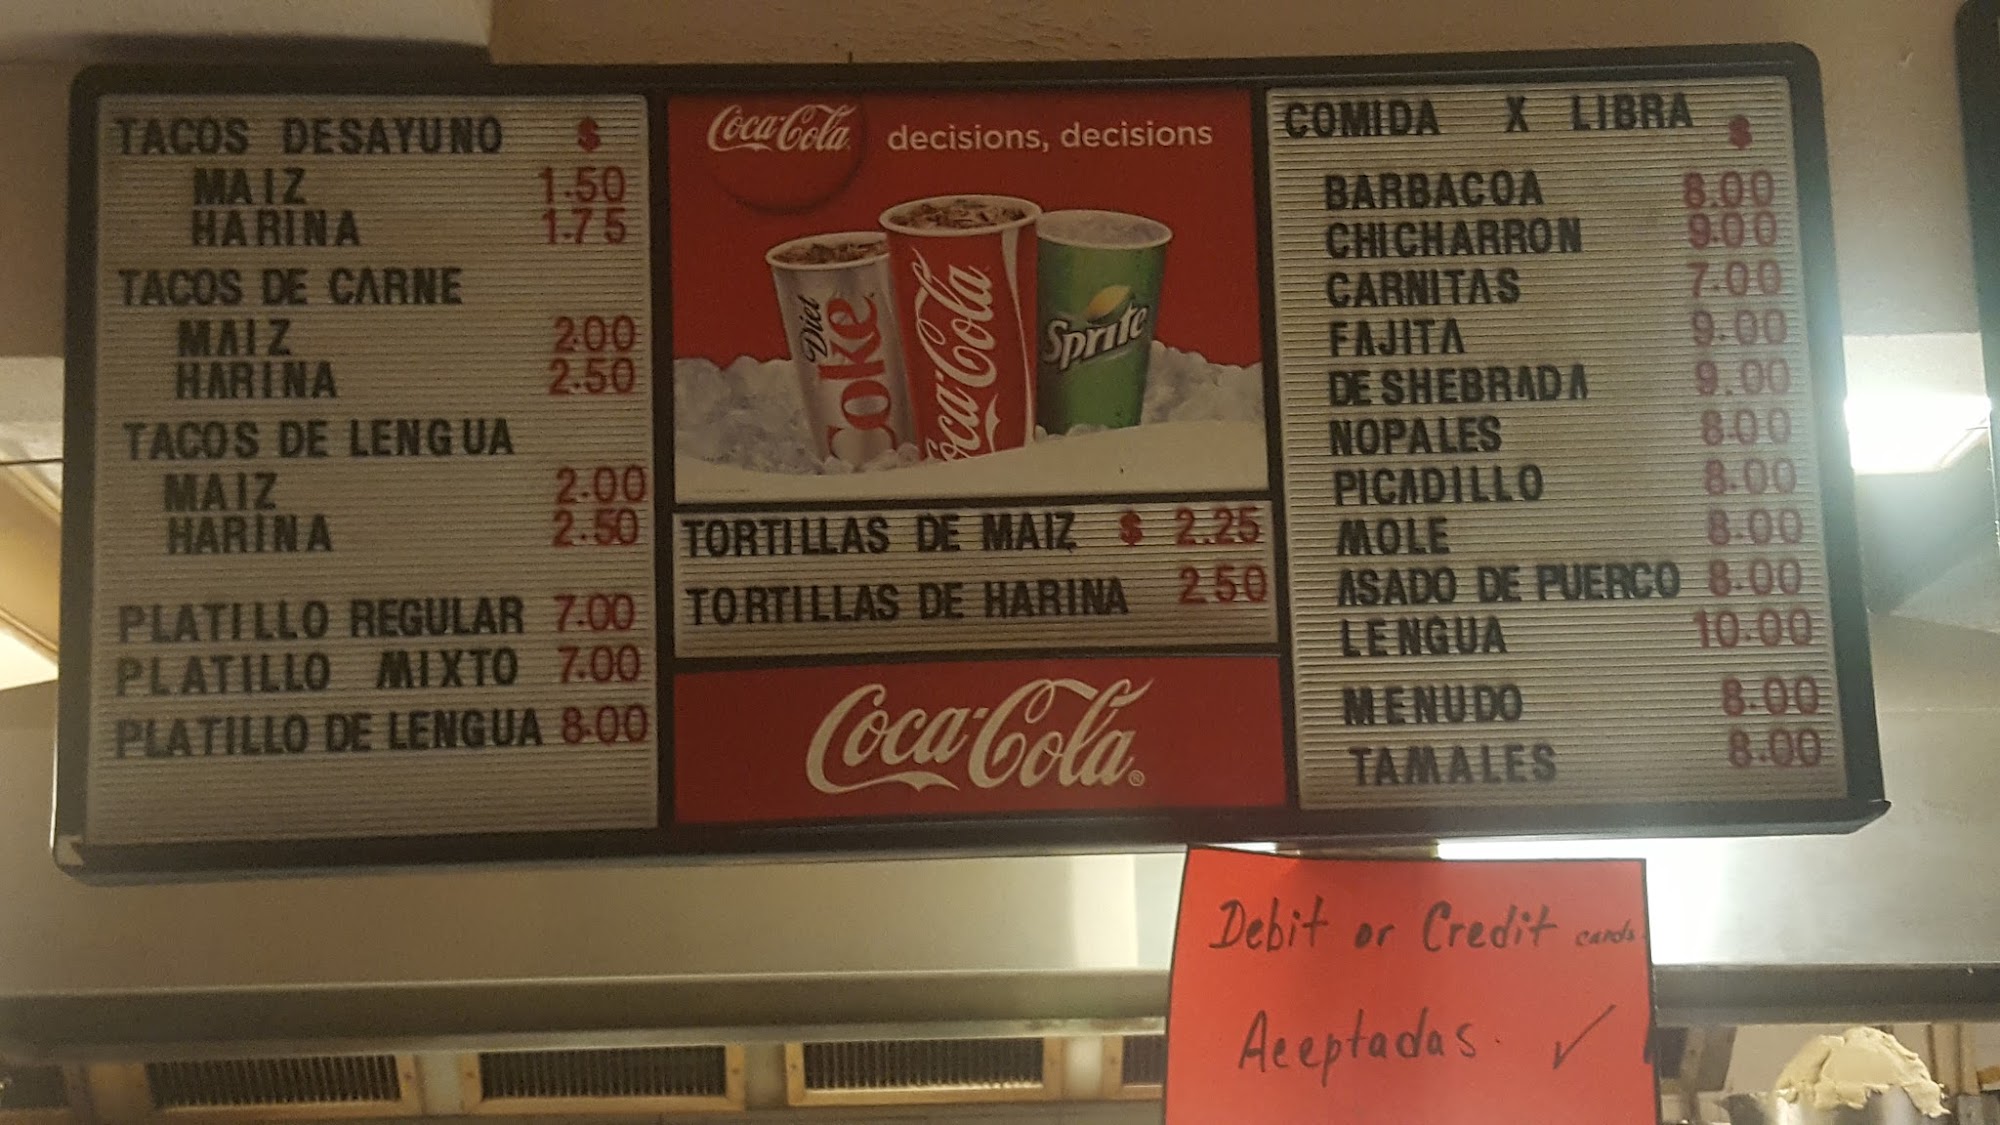 TACOS DESAYUNO $
MAIZ 1.50
HARINA 1.75
TACOS DE CARNE
MAIZ 2.00
HARINA 2.50
TACOS DE LENGUA
MAIZ 2.00
HARINA 2.50
PLATILLO REGULAR 7.00
PLATILLO MIXTO 7.00
PLATILLO DE LENGUA 8.00
Coca-Cola decisions, decisions
Diet Coke
Coca-Cola
Sprite
TORTILLAS DE MAIZ $ 2.25
TORTILLAS DE HARINA 2.50
Coca-Cola®
COMIDA X LIBRA $
BARBACOA 8.00
CHICHARRON 9.00
CARNITAS 7.00
FAJITA 9.00
DESHEBRADA 9.00
NOPALES 8.00
PICADILLO 8.00
MOLE 8.00
ASADO DE PUERCO 8.00
LENGUA 10.00
MENUDO 8.00
TAMALES 8.00
Debit or Credit cards.
Aceptadas. ✓